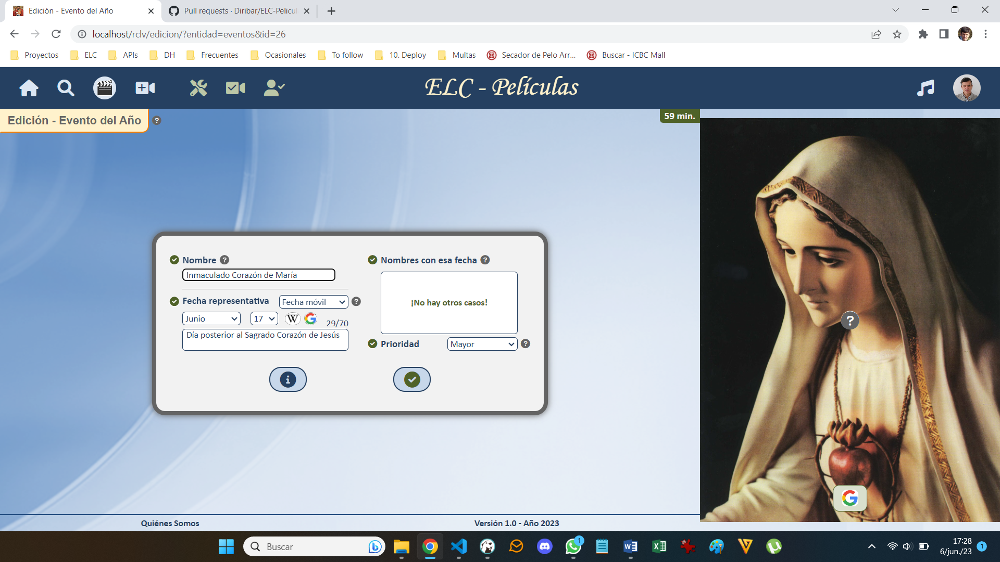 Edición - Evento del Año
Pull requests · Diribar/ELC-Pelicul
localhost/rclv/edicion/?entidad=eventos&id=26
Proyectos
ELC
APIs
DH
Frecuentes
Ocasionales
To follow
10. Deploy
Multas
Secador de Pelo Arr...
Buscar - ICBC Mall
ELC - Películas
Edición - Evento del Año
?
59 min.
Nombre ?
Inmaculado Corazón de María
Fecha representativa
Fecha móvil
?
Junio
17
W
G
29/70
Día posterior al Sagrado Corazón de Jesús
Nombres con esa fecha ?
¡No hay otros casos!
Prioridad
Mayor
?
i
?
G
Quiénes Somos
Versión 1.0 - Año 2023
Buscar
1
17:28
6/jun./23
1